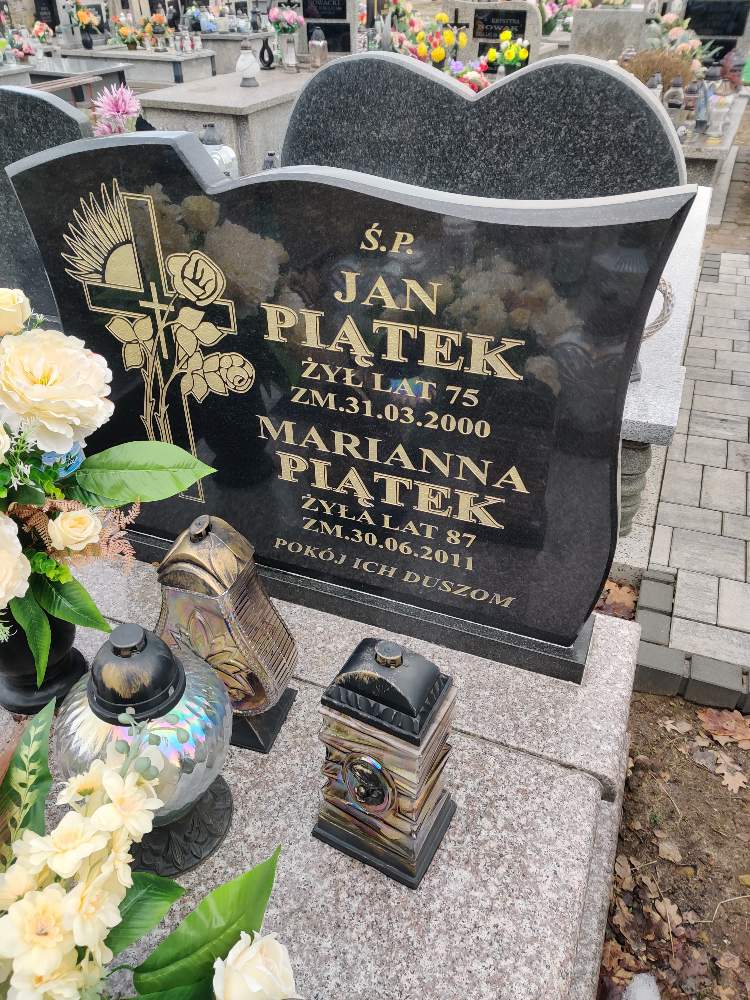 Ś.P.
JAN
PIĄTEK
ŻYŁ LAT 75
ZM.31.03.2000
MARIANNA
PIĄTEK
ŻYŁA LAT 87
ZM.30.06.2011
POKÓJ ICH DUSZOM
NOWAK